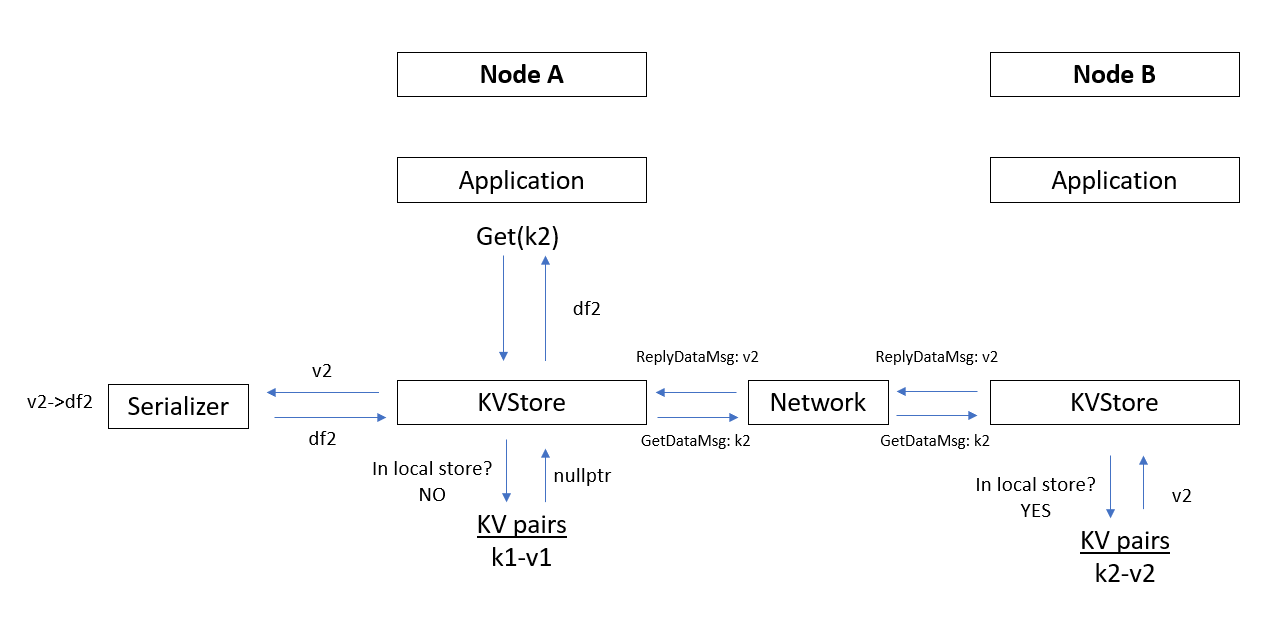 Node A
Node B
Application
Application
Get(k2)
df2
ReplyDataMsg: v2
ReplyDataMsg: v2
v2
v2->df2
Serializer
KVStore
Network
KVStore
df2
GetDataMsg: k2
GetDataMsg: k2
In local store?
NO
nullptr
In local store?
YES
v2
KV pairs
k1-v1
KV pairs
k2-v2